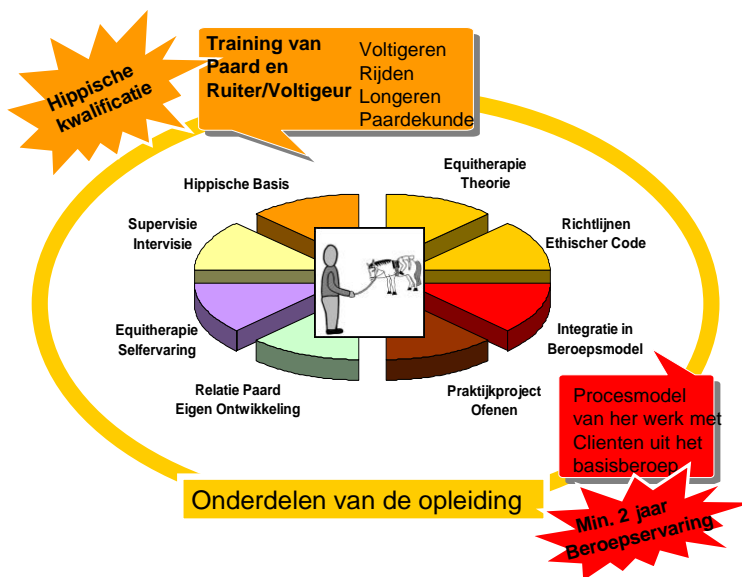 Hippische
kwalificatie
Training van
Paard en
Ruiter/Voltigeur
Voltigeren
Rijden
Longeren
Paardekunde
Hippische Basis
Equitherapie
Theorie
Supervisie
Intervisie
Richtlijnen
Ethischer Code
Equitherapie
Selfervaring
Integratie in
Beroepsmodel
Relatie Paard
Eigen Ontwikkeling
Praktijkproject
Ofenen
Procesmodel
van her werk met
Clienten uit het
basisberoep
Onderdelen van de opleiding
Min. 2 jaar
Beroepservaring